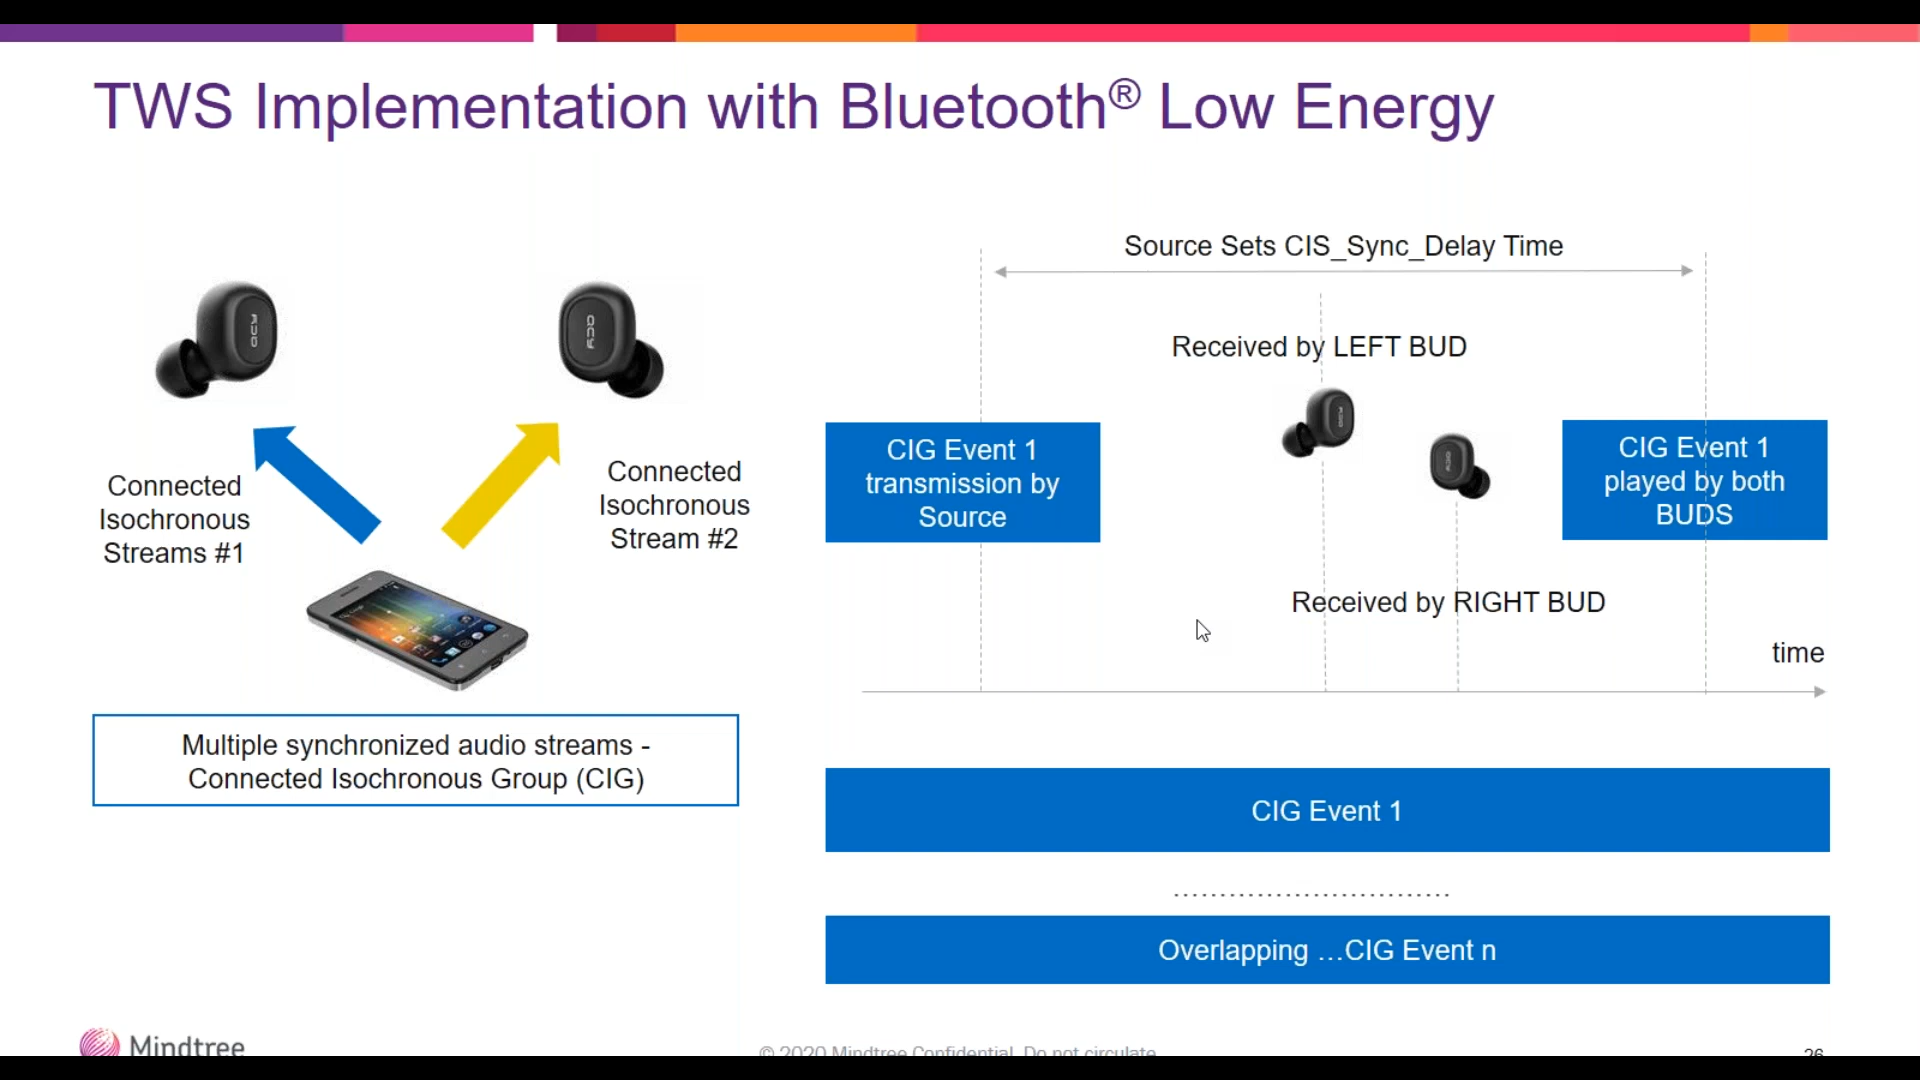 TWS Implementation with Bluetooth® Low Energy
Connected
Isochronous
Streams #1
Connected
Isochronous
Stream #2
Multiple synchronized audio streams -
Connected Isochronous Group (CIG)
Source Sets CIS_Sync_Delay Time
Received by LEFT BUD
CIG Event 1
transmission by
Source
CIG Event 1
played by both
BUDS
Received by RIGHT BUD
time
CIG Event 1
..............................
Overlapping …CIG Event n
Mindtree
© 2020 Mindtree Confidential. Do not circulate
26